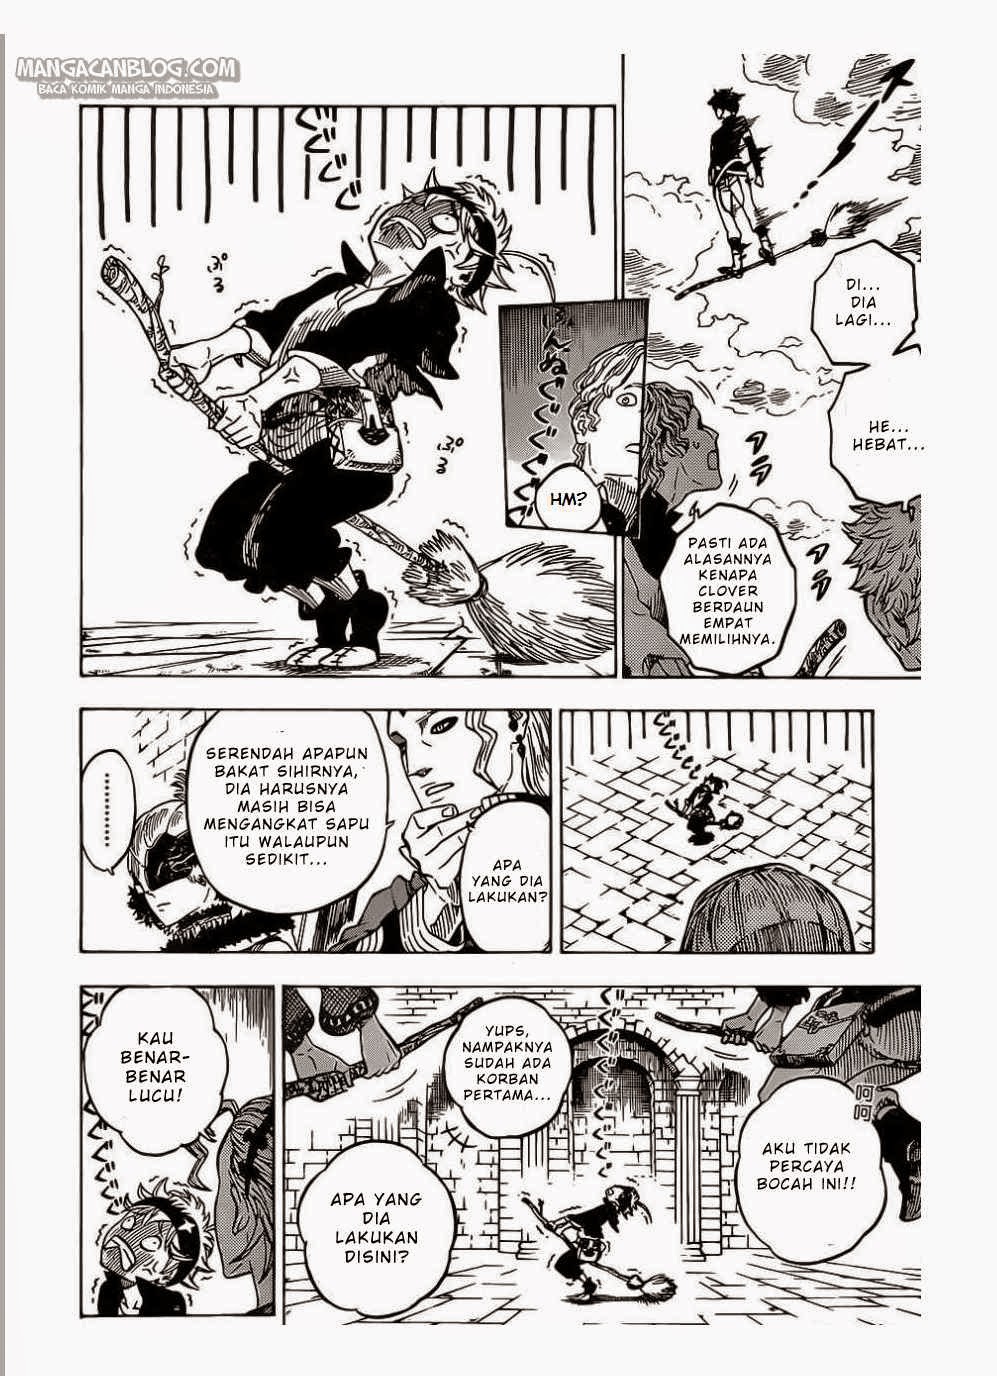 MANGACANBLOG.COM
BACA KOMIK MANGA INDONESIA
DI...
DIA
LAGI...
HE...
HEBAT...
PASTI ADA
ALASANNYA
KENAPA
CLOVER
BERDAUN
EMPAT
MEMILIHNYA.
HM?
APA
YANG DIA
LAKUKAN?
SERENDAH APAPUN
BAKAT SIHIRNYA,
DIA HARUSNYA
MASIH BISA
MENGANGKAT SAPU
ITU WALAUPUN
SEDIKIT...
..........
AKU TIDAK
PERCAYA
BOCAH INI!!
YUPS,
NAMPAKNYA
SUDAH ADA
KORBAN
PERTAMA...
APA YANG
DIA
LAKUKAN
DISINI?
KAU
BENAR-
BENAR
LUCU!